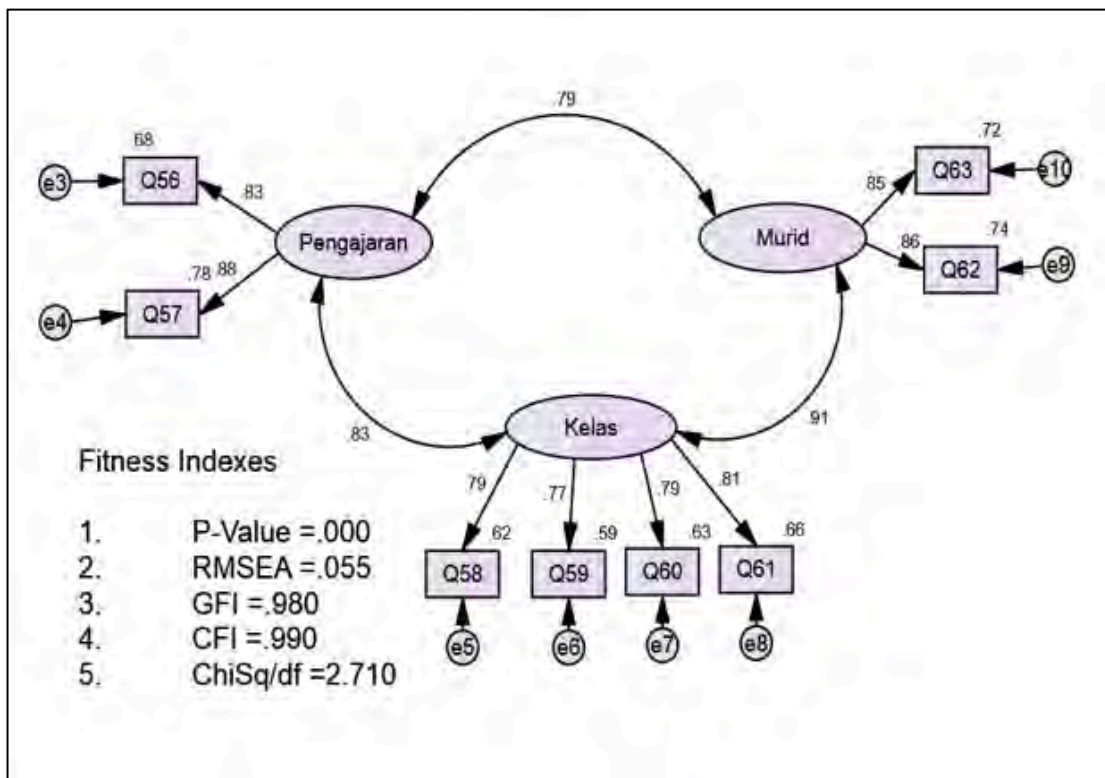 .79
.68
.72
e3
Q56
.83
Pengajaran
Murid
.85
Q63
e10
.86
.74
Q62
e9
.78
.88
e4
Q57
.83
Kelas
.91
Fitness Indexes
1. P-Value =.000
2. RMSEA =.055
3. GFI =.980
4. CFI =.990
5. ChiSq/df =2.710
.79
.77
.79
.81
.62
.59
.63
.66
Q58
Q59
Q60
Q61
e5
e6
e7
e8